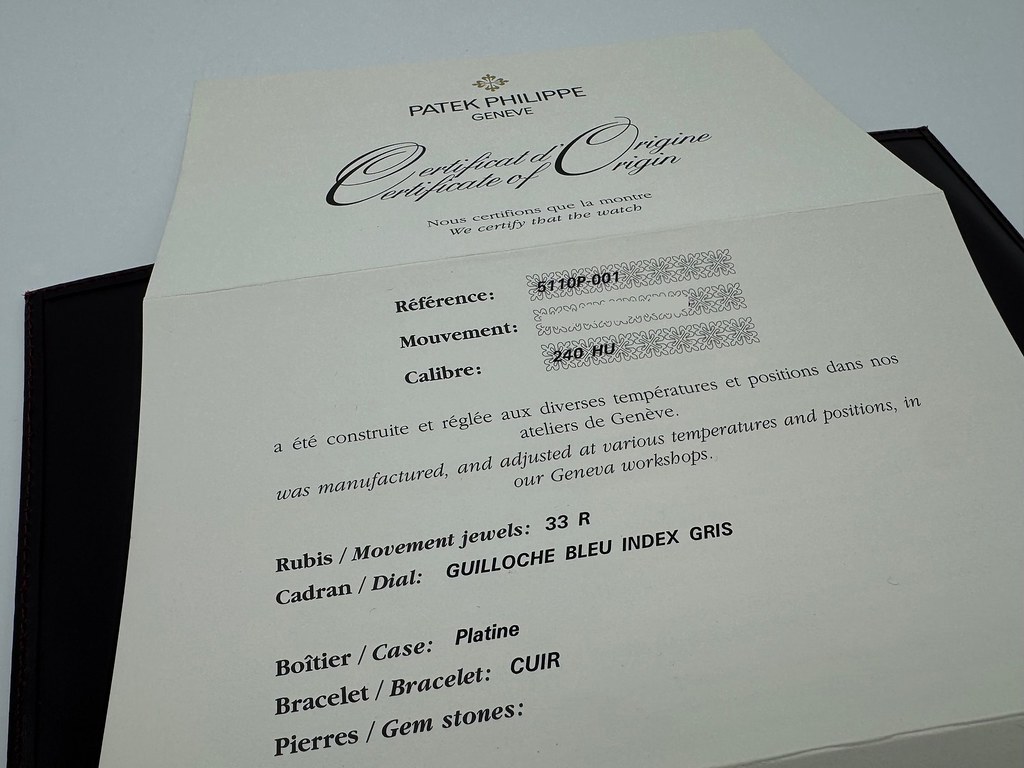 PATEK PHILIPPE
GENEVE
Certificat d'Origine
Certificate of Origin
Nous certifions que la montre
We certify that the watch
Référence: 5110P-001
Mouvement:
Calibre: 240 HU
a été construite et réglée aux diverses températures et positions dans nos
ateliers de Genève.
was manufactured, and adjusted at various temperatures and positions, in
our Geneva workshops.
Rubis / Movement jewels: 33 R
Cadran / Dial: GUILLOCHE BLEU INDEX GRIS
Boîtier / Case: Platine
Bracelet / Bracelet: CUIR
Pierres / Gem stones: